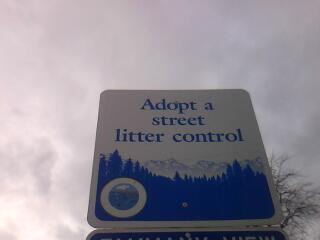 Adopt a
street
litter control